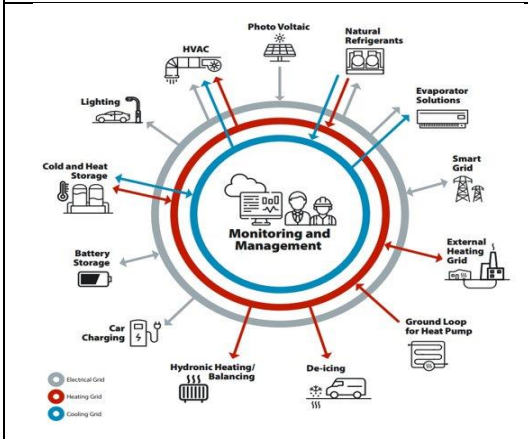 Photo Voltaic
HVAC
Natural
Refrigerants
Lighting
Evaporator
Solutions
Cold and Heat
Storage
Smart
Grid
Monitoring and
Management
Battery
Storage
External
Heating
Grid
Car
Charging
Ground Loop
for Heat Pump
Hydronic Heating/
Balancing
De-icing
Electrical Grid
Heating Grid
Cooling Grid